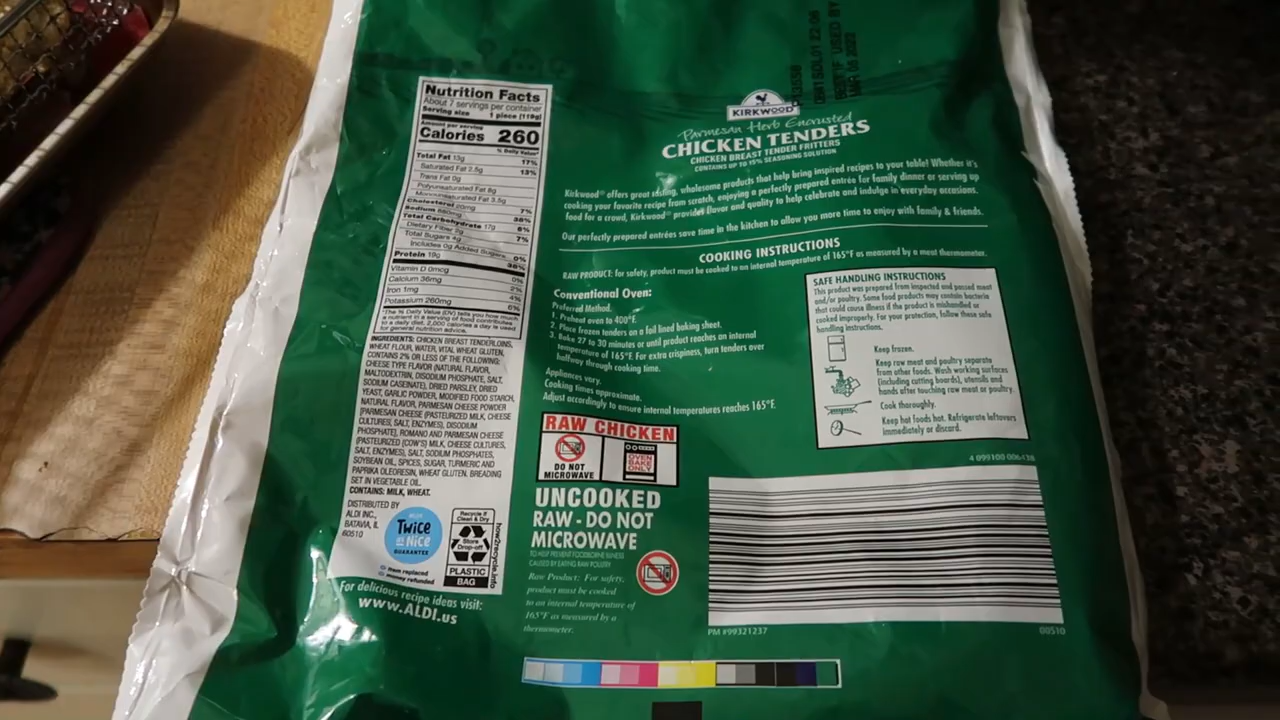 Nutrition Facts
About 7 servings per container
Serving size 1 piece (119g)
Amount per serving
Calories 260
% Daily Value*
Total Fat 13g 17%
Saturated Fat 2.5g 13%
Trans Fat 0g
Polyunsaturated Fat 8g
Monounsaturated Fat 3.5g
Cholesterol 20mg 7%
Sodium 880mg 38%
Total Carbohydrate 17g 6%
Dietary Fiber 2g 7%
Total Sugars 4g
Includes 0g Added Sugars 0%
Protein 19g 38%
Vitamin D 0mcg 0%
Calcium 36mg 2%
Iron 1mg 4%
Potassium 260mg 6%
*The % Daily Value (DV) tells you how much
a nutrient in a serving of food contributes
to a daily diet. 2,000 calories a day is used
for general nutrition advice.
INGREDIENTS: CHICKEN BREAST TENDERLOINS,
WHEAT FLOUR, WATER, VITAL WHEAT GLUTEN,
CONTAINS 2% OR LESS OF THE FOLLOWING:
CHEESE TYPE FLAVOR (NATURAL FLAVOR,
MALTODEXTRIN, DISODIUM PHOSPHATE, SALT,
SODIUM CASEINATE), DRIED PARSLEY, DRIED
YEAST, GARLIC POWDER, MODIFIED FOOD STARCH,
NATURAL FLAVOR, PARMESAN CHEESE POWDER
[PARMESAN CHEESE (PASTEURIZED MILK, CHEESE
CULTURES, SALT, ENZYMES), DISODIUM
PHOSPHATE], ROMANO AND PARMESAN CHEESE
(PASTEURIZED (COW'S) MILK, CHEESE CULTURES,
SALT, ENZYMES), SALT, SODIUM PHOSPHATES,
SOYBEAN OIL, SPICES, SUGAR, TURMERIC AND
PAPRIKA OLEORESIN, WHEAT GLUTEN. BREADING
SET IN VEGETABLE OIL.
CONTAINS: MILK, WHEAT.
DISTRIBUTED BY
ALDI INC.,
BATAVIA, IL
60510
Twice
as Nice
GUARANTEE
item replaced
money refunded
Recycle if
Clean & Dry
Store
Drop-off
PLASTIC
BAG
how2recycle.info
For delicious recipe ideas visit:
www.ALDI.us
BEST IF USED BY
MAR 06 2022
KIRKWOOD
Parmesan Herb Encrusted
CHICKEN TENDERS
CHICKEN BREAST TENDER FRITTERS
CONTAINS UP TO 15% SEASONING SOLUTION
Kirkwood® offers great tasting, wholesome products that help bring inspired recipes to your table! Whether it's
cooking your favorite recipe from scratch, enjoying a perfectly prepared entrée for family dinner or serving up
food for a crowd, Kirkwood® provides flavor and quality to help celebrate and indulge in everyday occasions.
Our perfectly prepared entrées save time in the kitchen to allow you more time to enjoy with family & friends.
COOKING INSTRUCTIONS
RAW PRODUCT: For safety, product must be cooked to an internal temperature of 165°F as measured by a meat thermometer.
Conventional Oven:
Preferred Method.
1. Preheat oven to 400°F.
2. Place frozen tenders on a foil lined baking sheet.
3. Bake 27 to 30 minutes or until product reaches an internal
temperature of 165°F. For extra crispiness, turn tenders over
halfway through cooking time.
Appliances vary.
Cooking times approximate.
Adjust accordingly to ensure internal temperatures reaches 165°F.
SAFE HANDLING INSTRUCTIONS
This product was prepared from inspected and passed meat
and/or poultry. Some food products may contain bacteria
that could cause illness if the product is mishandled or
cooked improperly. For your protection, follow these safe
handling instructions.
Keep frozen.
Keep raw meat and poultry separate
from other foods. Wash working surfaces
(including cutting boards), utensils and
hands after touching raw meat or poultry.
Cook thoroughly.
Keep hot foods hot. Refrigerate leftovers
immediately or discard.
RAW CHICKEN
DO NOT
MICROWAVE
OVEN
BAKE
ONLY
UNCOOKED
RAW - DO NOT
MICROWAVE
TO HELP PREVENT FOODBORNE ILLNESS
CAUSED BY EATING RAW POULTRY
Raw Product: For safety,
product must be cooked
to an internal temperature of
165°F as measured by a
thermometer.
4 099100 006438
PM #99321237
00510